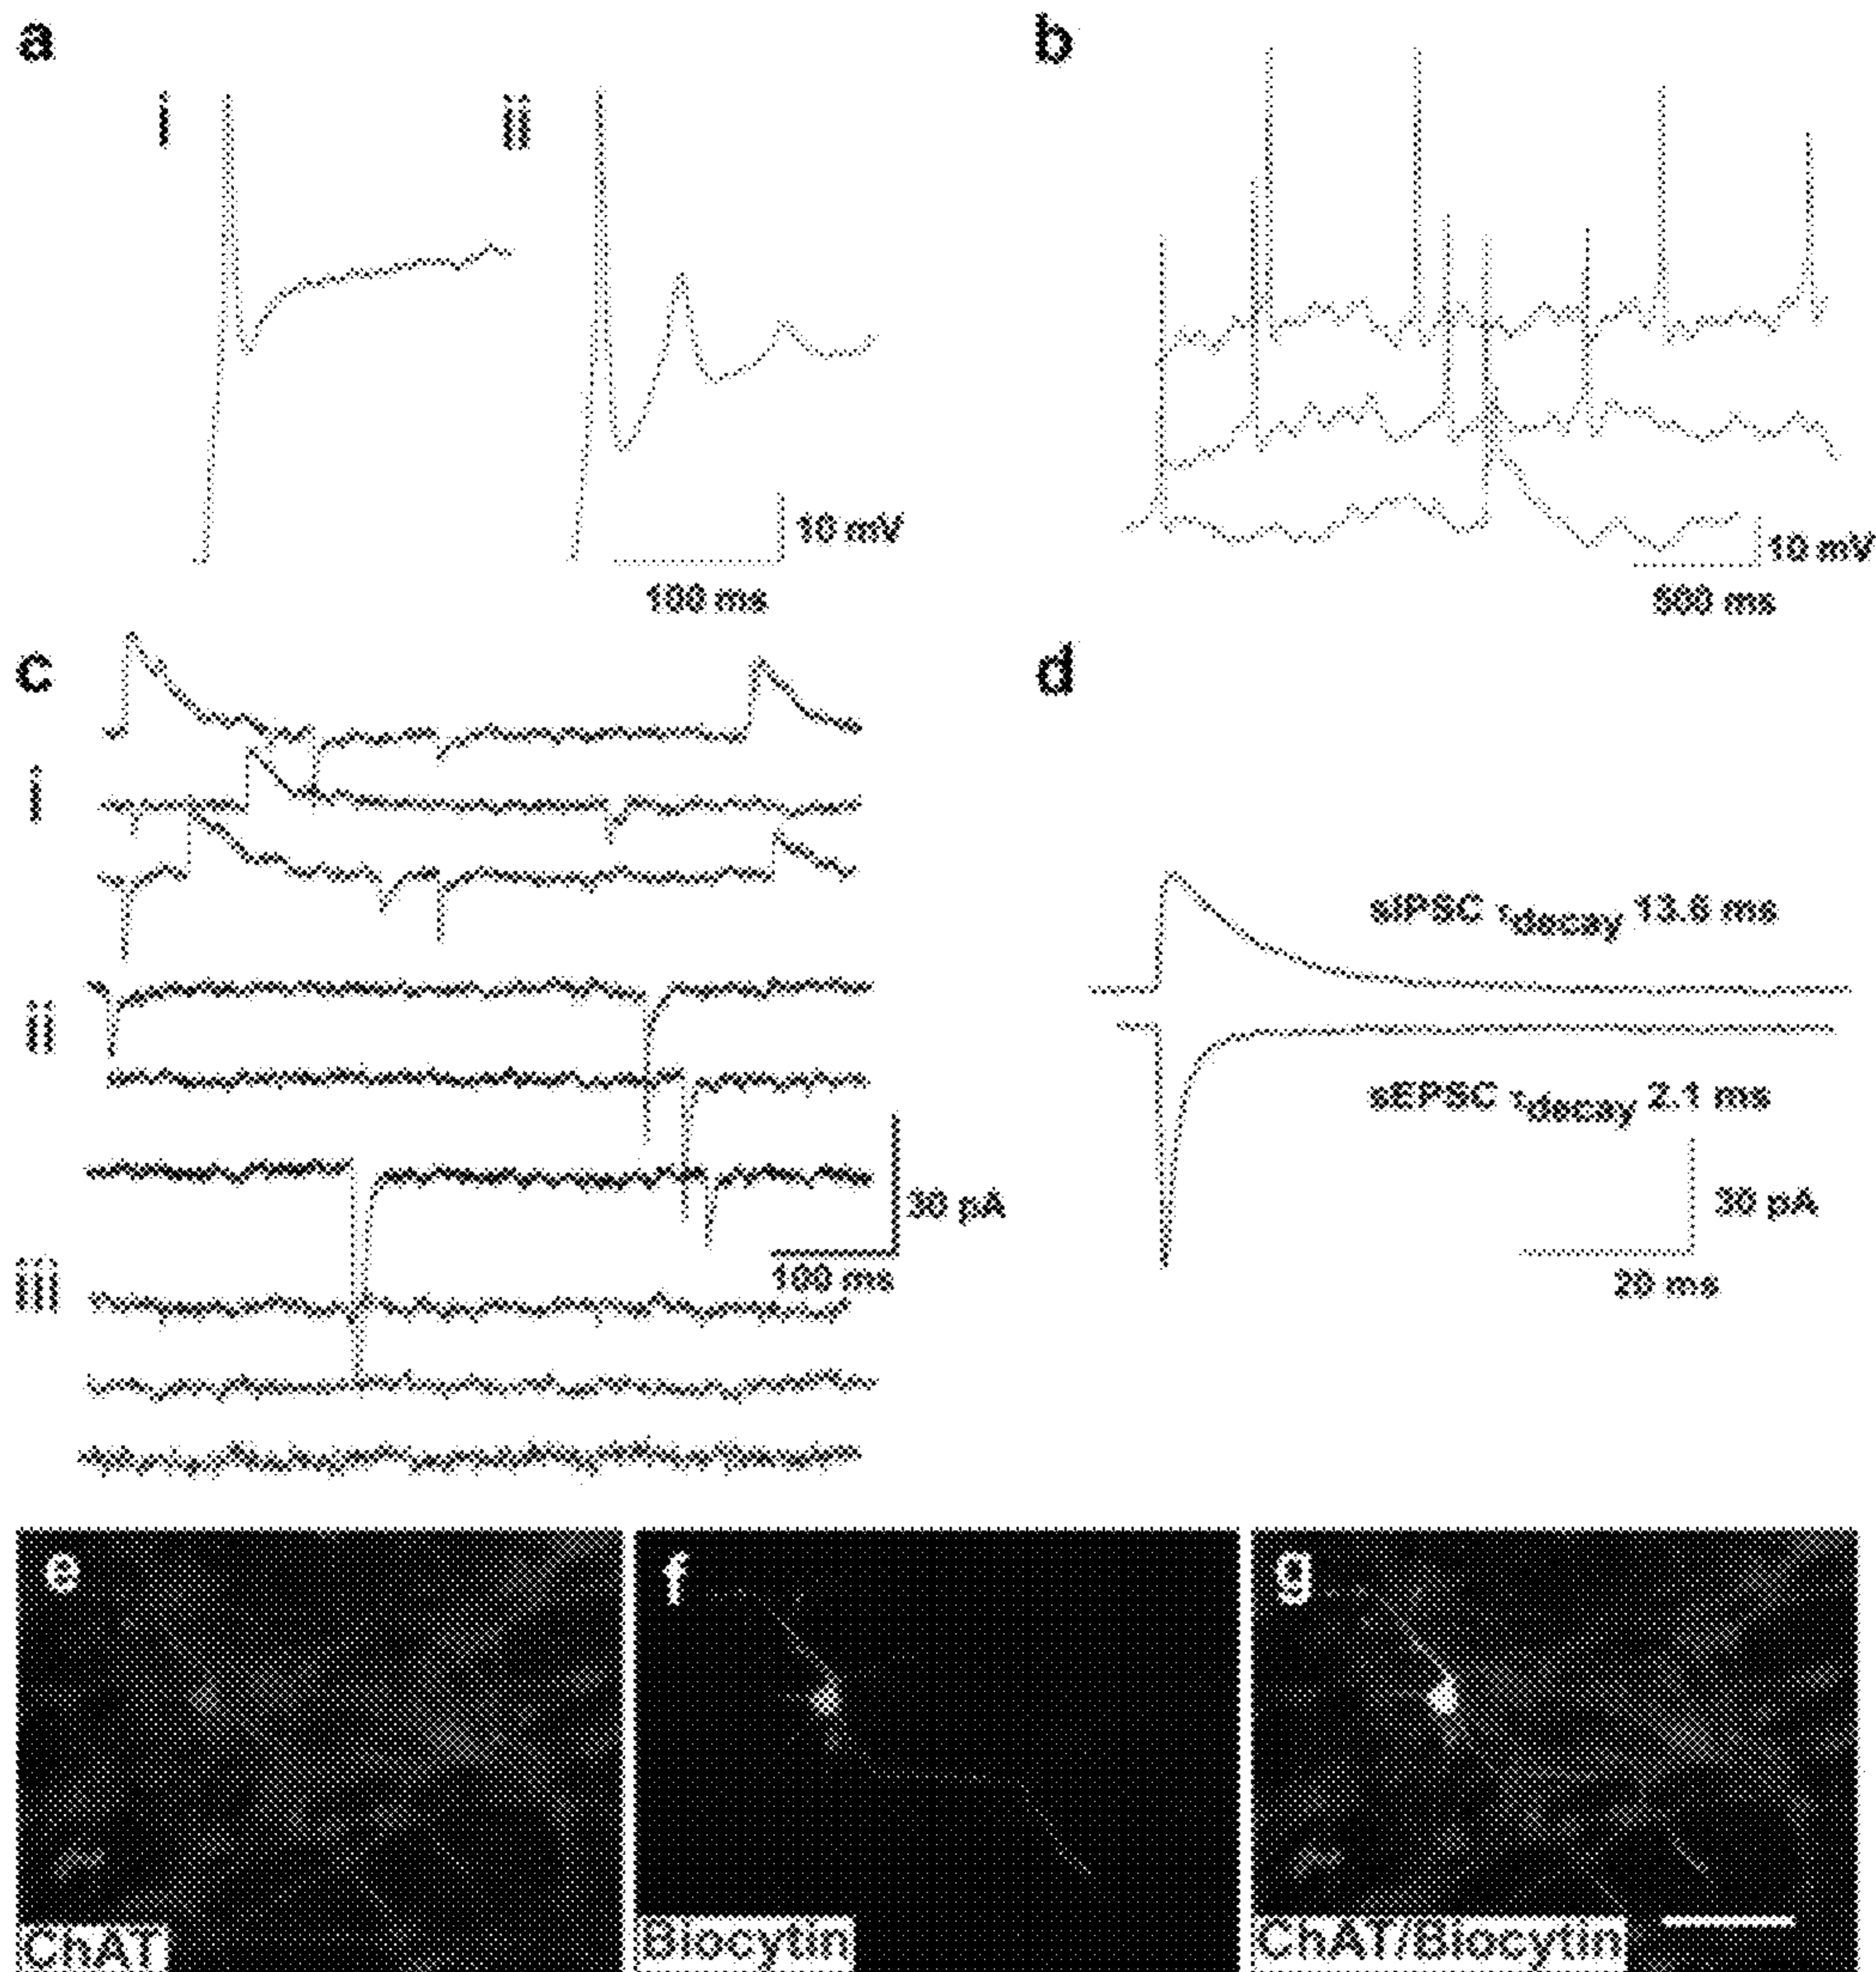 a
b
i
ii
10 mV
100 ms
10 mV
500 ms
c
d
i
sIPSC τdecay 13.6 ms
ii
sEPSC τdecay 2.1 ms
30 pA
100 ms
30 pA
20 ms
iii
e
f
g
ChAT
Biocytin
ChAT/Biocytin